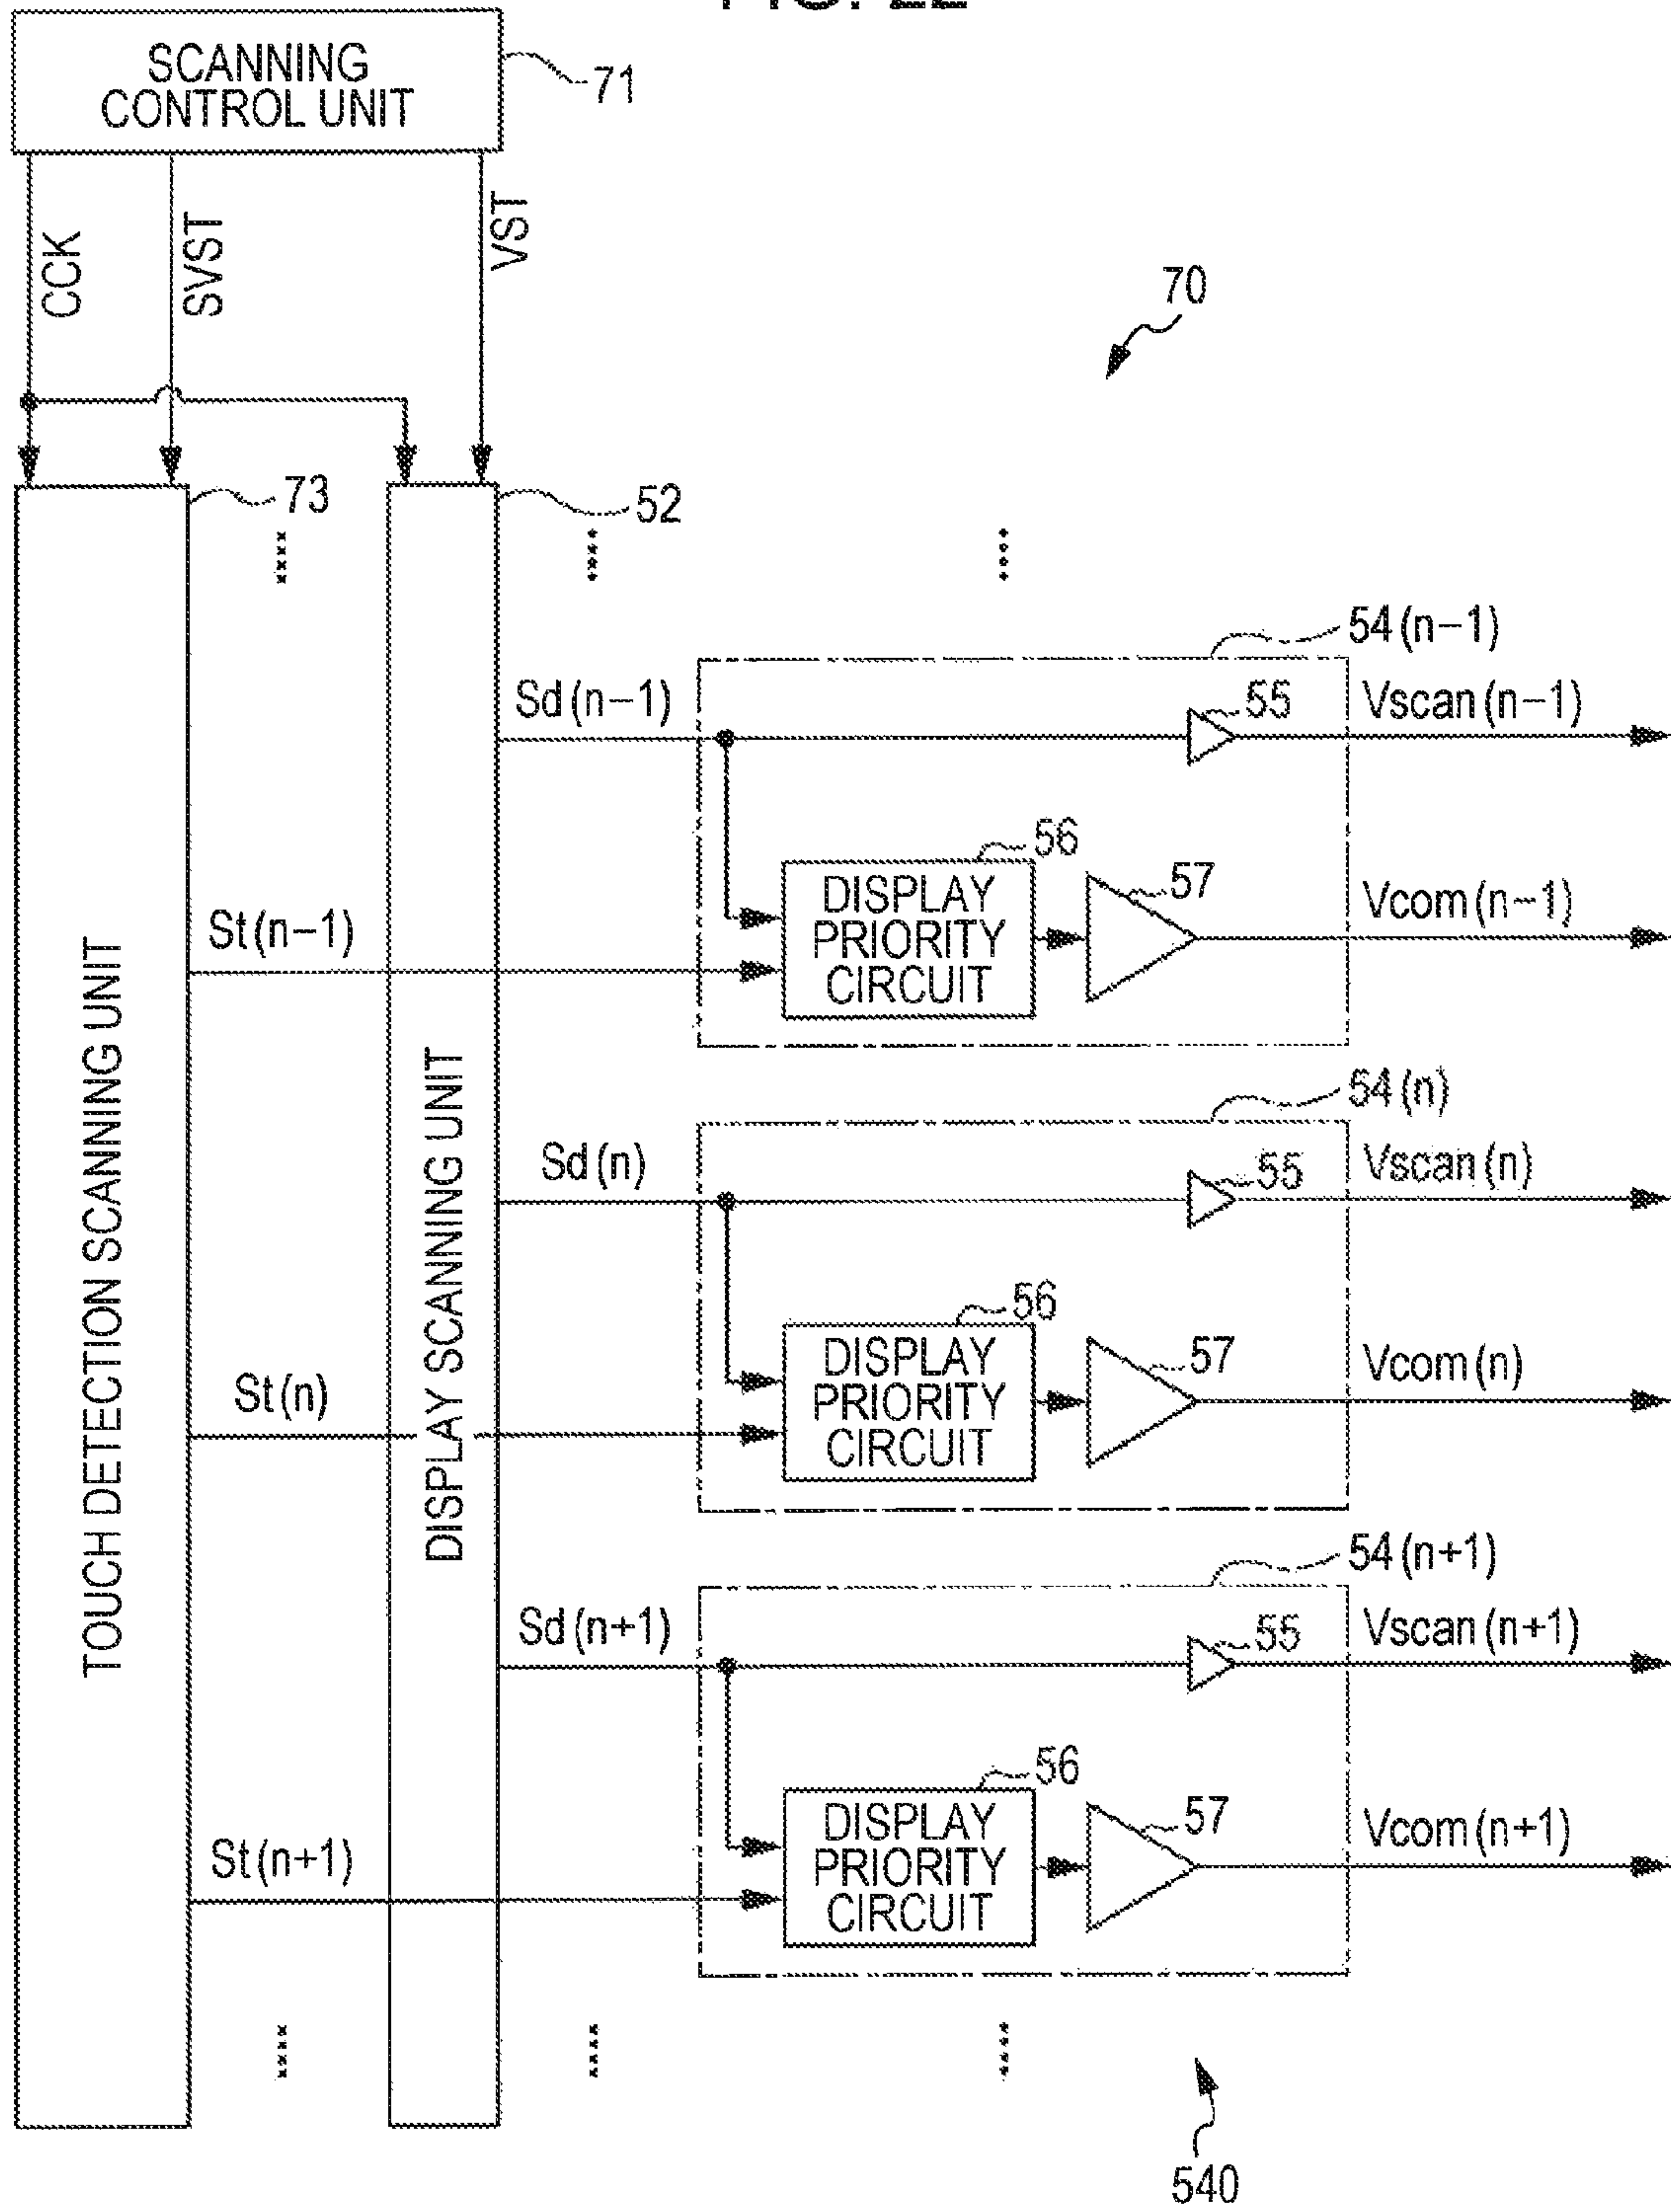 SCANNING
CONTROL UNIT
71
CCK
SVST
VST
70
73
52
54(n-1)
Sd(n-1)
55
Vscan(n-1)
56
57
DISPLAY
PRIORITY
CIRCUIT
Vcom(n-1)
St(n-1)
TOUCH DETECTION SCANNING UNIT
DISPLAY SCANNING UNIT
54(n)
Sd(n)
55
Vscan(n)
56
57
DISPLAY
PRIORITY
CIRCUIT
Vcom(n)
St(n)
54(n+1)
Sd(n+1)
55
Vscan(n+1)
56
57
DISPLAY
PRIORITY
CIRCUIT
Vcom(n+1)
St(n+1)
540